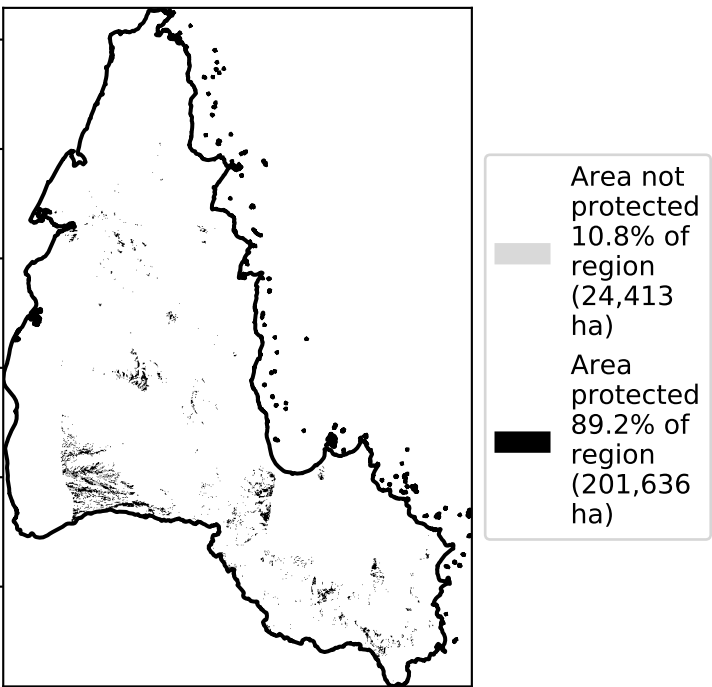 Area not
protected
10.8% of
region
(24,413
ha)
Area
protected
89.2% of
region
(201,636
ha)